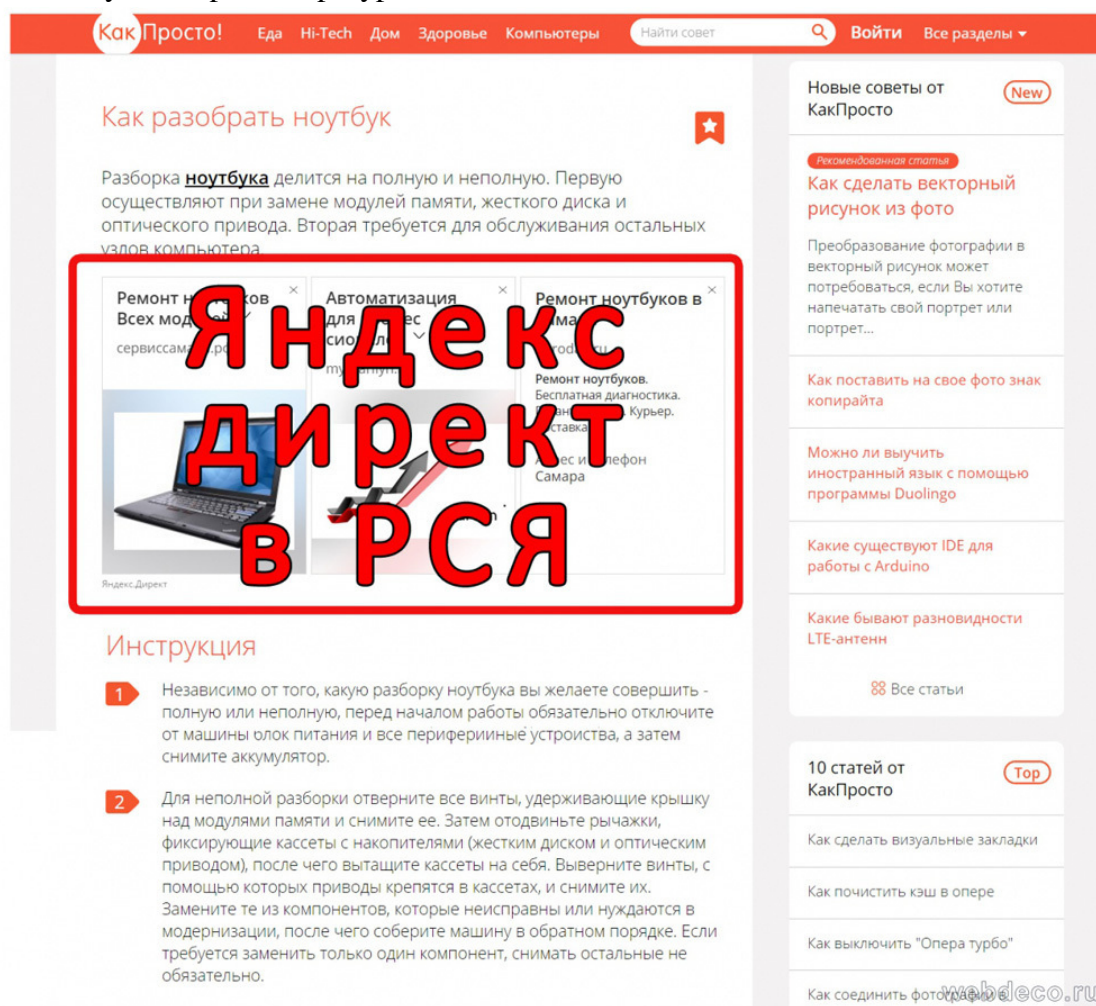 КакПросто!
Еда Hi-Tech Дом Здоровье Компьютеры
Найти совет
Войти Все разделы
Как разобрать ноутбук
Разборка ноутбука делится на полную и неполную. Первую
осуществляют при замене модулей памяти, жесткого диска и
оптического привода. Вторая требуется для обслуживания остальных
узлов компьютера.
Ремонт
Всех
Автоматизация
для
Ремонт ноутбуков в
Ремонт ноутбуков.
Бесплатная диагностика.
Курьер.
Самара
Яндекс
директ
в РСЯ
Яндекс.Директ
Инструкция
1
Независимо от того, какую разборку ноутбука вы желаете совершить -
полную или неполную, перед началом работы обязательно отключите
от машины блок питания и все периферийные устройства, а затем
снимите аккумулятор.
2
Для неполной разборки отверните все винты, удерживающие крышку
над модулями памяти и снимите ее. Затем отодвиньте рычажки,
фиксирующие кассеты с накопителями (жестким диском и оптическим
приводом), после чего вытащите кассеты на себя. Выверните винты, с
помощью которых приводы крепятся в кассетах, и снимите их.
Замените те из компонентов, которые неисправны или нуждаются в
модернизации, после чего соберите машину в обратном порядке. Если
требуется заменить только один компонент, снимать остальные не
обязательно.
Новые советы от
КакПросто
New
Рекомендованная статья
Как сделать векторный
рисунок из фото
Преобразование фотографии в
векторный рисунок может
потребоваться, если Вы хотите
напечатать свой портрет или
портрет...
Как поставить на свое фото знак
копирайта
Можно ли выучить
иностранный язык с помощью
программы Duolingo
Какие существуют IDE для
работы с Arduino
Какие бывают разновидности
LTE-антенн
Все статьи
10 статей от
КакПросто
Top
Как сделать визуальные закладки
Как почистить кэш в опере
Как выключить "Опера турбо"
Как соединить фотографии в
webdeco.ru